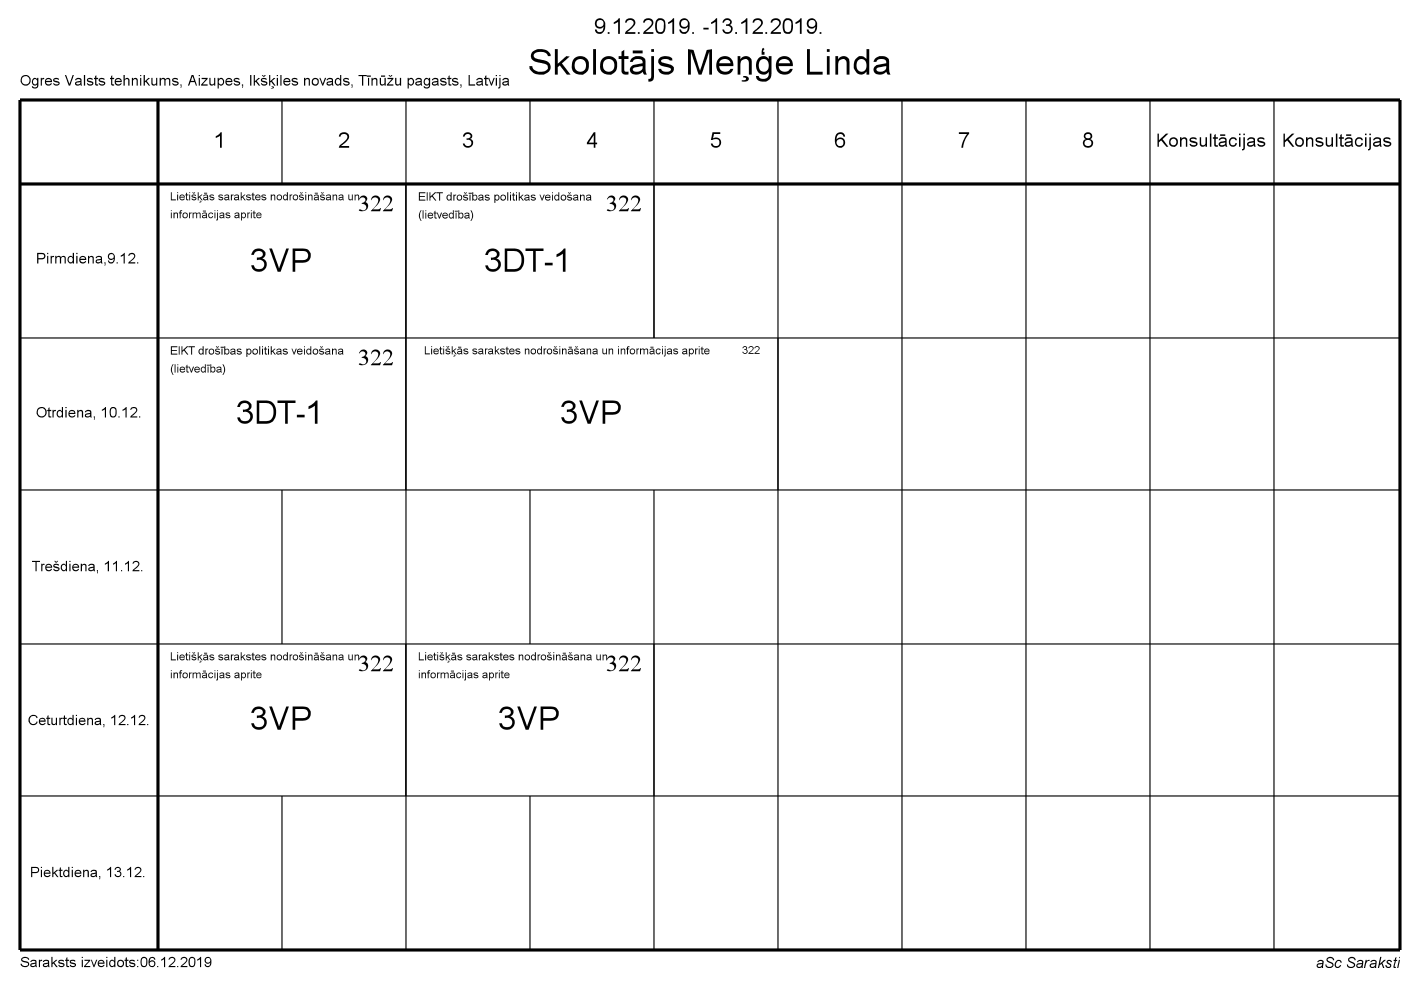 9.12.2019. -13.12.2019.
Skolotājs Meņģe Linda
Ogres Valsts tehnikums, Aizupes, Ikšķiles novads, Tīnūžu pagasts, Latvija
1 2 3 4 5 6 7 8 Konsultācijas Konsultācijas
Pirmdiena,9.12.
Lietišķās sarakstes nodrošināšana un
informācijas aprite
322
3VP
EIKT drošības politikas veidošana
(lietvedība)
322
3DT-1
Otrdiena, 10.12.
EIKT drošības politikas veidošana
(lietvedība)
322
3DT-1
Lietišķās sarakstes nodrošināšana un informācijas aprite 322
3VP
Trešdiena, 11.12.
Ceturtdiena, 12.12.
Lietišķās sarakstes nodrošināšana un
informācijas aprite
322
3VP
Lietišķās sarakstes nodrošināšana un
informācijas aprite
322
3VP
Piektdiena, 13.12.
Saraksts izveidots:06.12.2019
aSc Saraksti